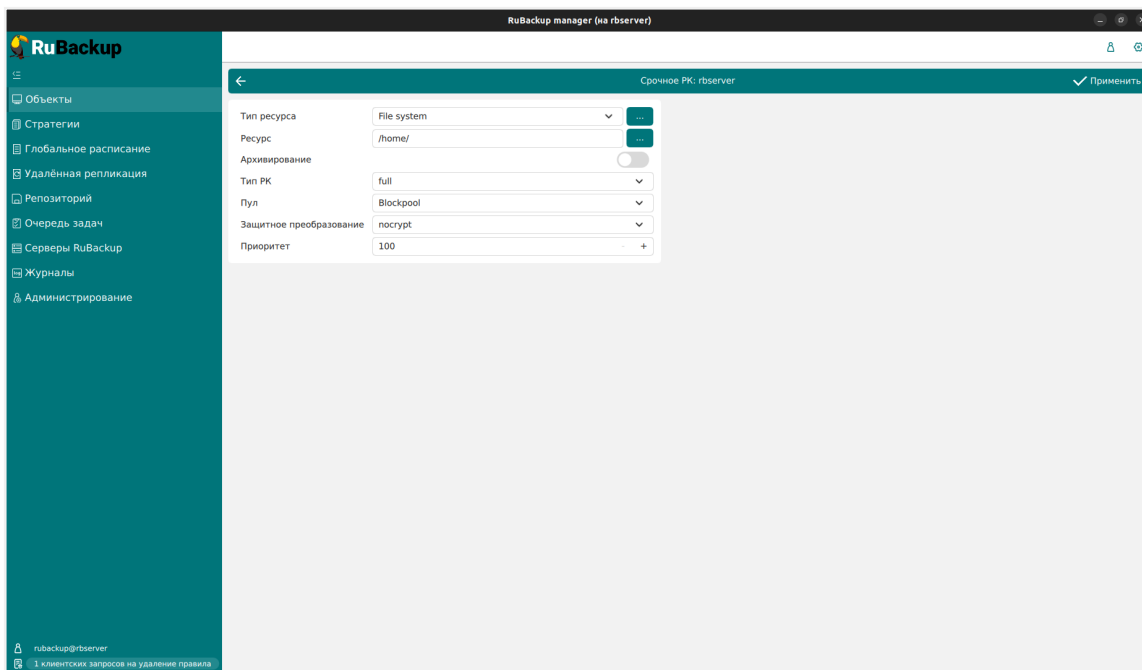 RuBackup manager (на rbserver)
RuBackup
Срочное РК: rbserver
Применить
Объекты
Стратегии
Глобальное расписание
Удалённая репликация
Репозиторий
Очередь задач
Серверы RuBackup
Журналы
Администрирование
Тип ресурса File system ...
Ресурс /home/ ...
Архивирование
Тип РК full
Пул Blockpool
Защитное преобразование nocrypt
Приоритет 100 - +
rubackup@rbserver
1 клиентских запросов на удаление правила